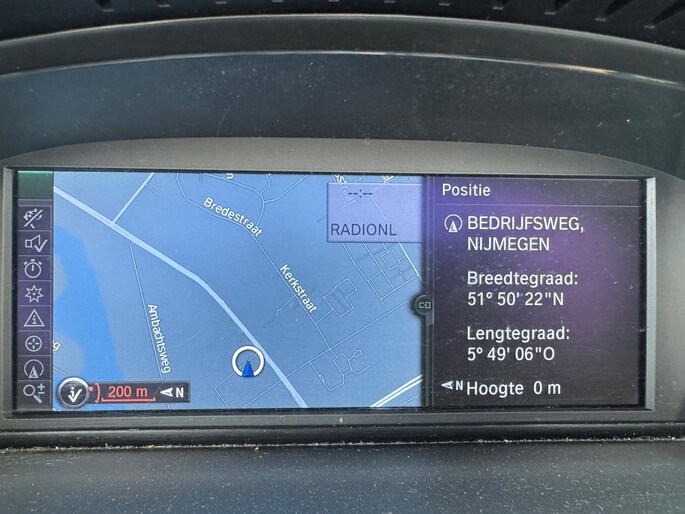 Bredestraat
Kerkstraat
Ambachtsweg
200 m
N
--:--
RADIONL
Positie
BEDRIJFSWEG,
NIJMEGEN
Breedtegraad:
51° 50' 22"N
Lengtegraad:
5° 49' 06"O
N Hoogte 0 m